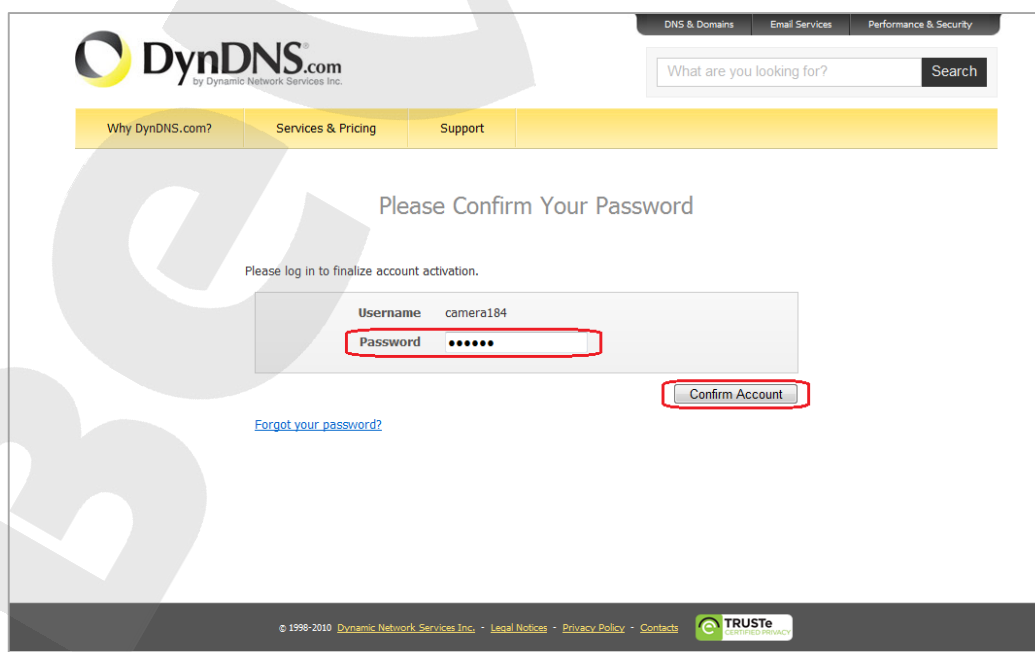 DNS & Domains Email Services Performance & Security
DynDNS.com
by Dynamic Network Services Inc.
What are you looking for? Search
Why DynDNS.com? Services & Pricing Support
Please Confirm Your Password
Please log in to finalize account activation.
Username camera184
Password ••••••
Confirm Account
Forgot your password?
© 1998-2010 Dynamic Network Services Inc. - Legal Notices - Privacy Policy - Contacts
TRUSTe
CERTIFIED PRIVACY